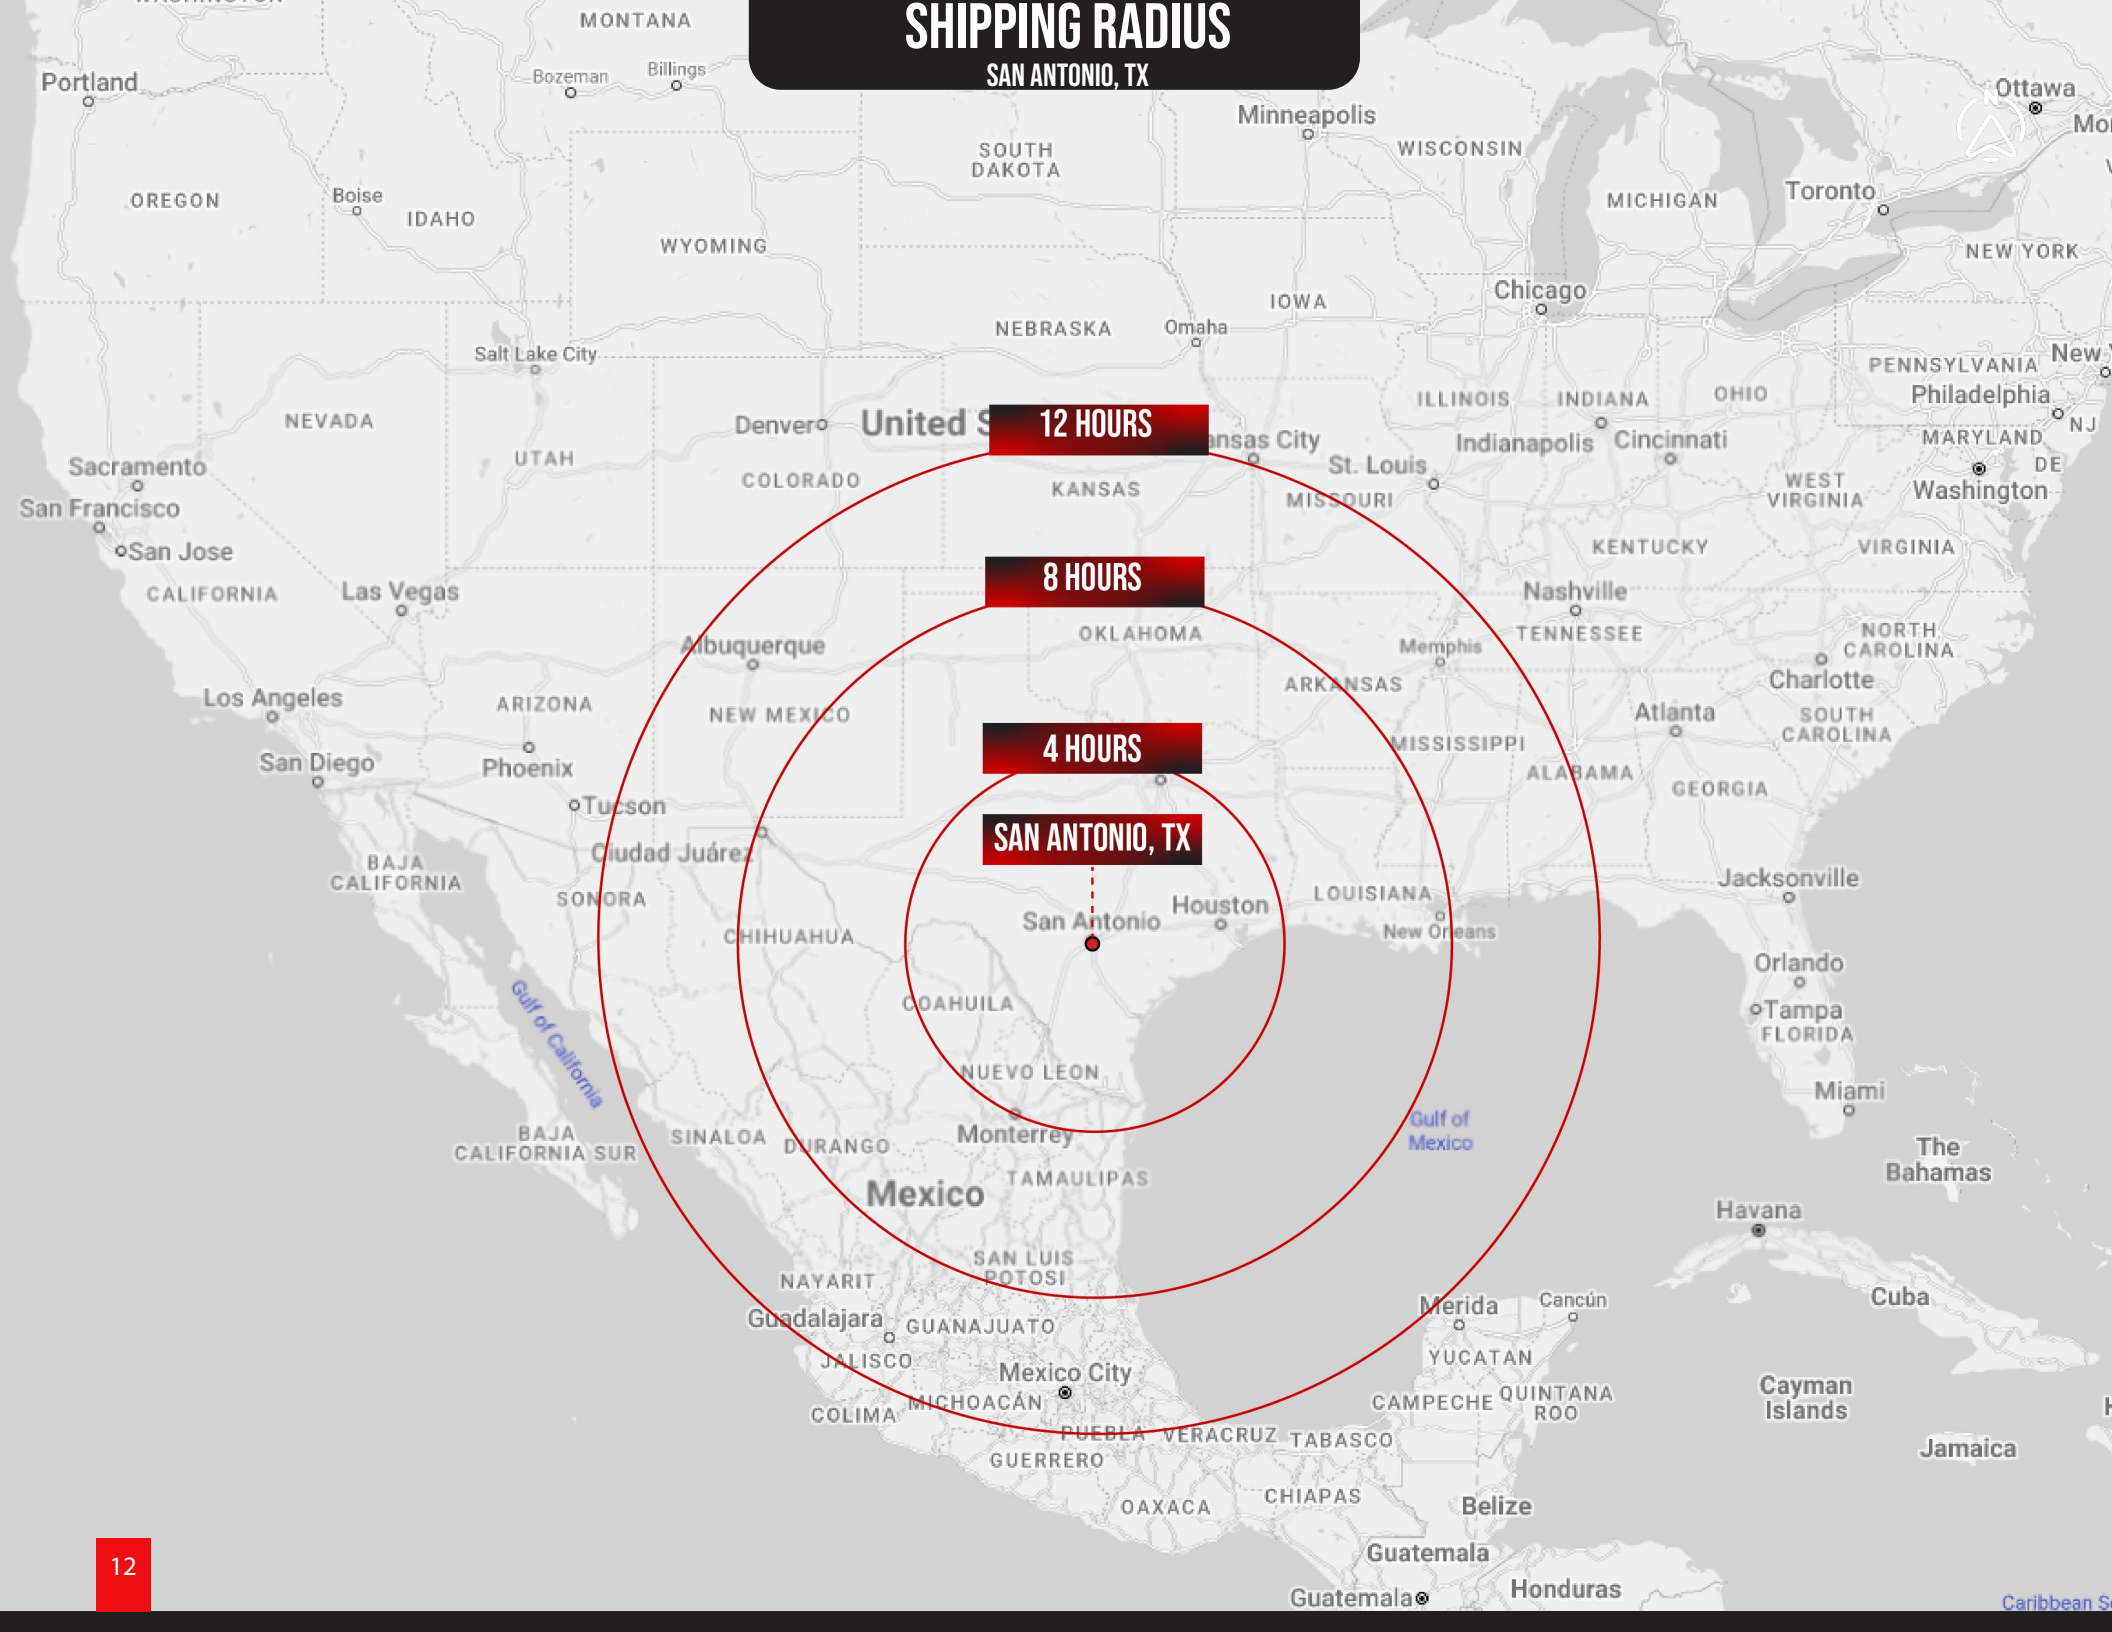 SHIPPING RADIUS
SAN ANTONIO, TX
MONTANA
Portland
Bozeman
Billings
Ottawa
Minneapolis
SOUTH
DAKOTA
WISCONSIN
OREGON
Boise
IDAHO
MICHIGAN
Toronto
WYOMING
NEW YORK
Chicago
IOWA
NEBRASKA
Omaha
Salt Lake City
PENNSYLVANIA
New
Philadelphia
ILLINOIS
INDIANA
OHIO
NEVADA
Denver
United S
12 HOURS
ansas City
Indianapolis
Cincinnati
MARYLAND
NJ
DE
Sacramento
UTAH
COLORADO
KANSAS
St. Louis
MISSOURI
WEST
VIRGINIA
Washington
San Francisco
San Jose
KENTUCKY
VIRGINIA
CALIFORNIA
Las Vegas
8 HOURS
Nashville
TENNESSEE
OKLAHOMA
Albuquerque
Memphis
NORTH
CAROLINA
Charlotte
Los Angeles
ARIZONA
NEW MEXICO
ARKANSAS
Atlanta
SOUTH
CAROLINA
4 HOURS
MISSISSIPPI
San Diego
Phoenix
ALABAMA
GEORGIA
Tucson
SAN ANTONIO, TX
Ciudad Juárez
BAJA
CALIFORNIA
SONORA
Jacksonville
LOUISIANA
Houston
San Antonio
New Orleans
CHIHUAHUA
Orlando
Tampa
FLORIDA
COAHUILA
Gulf of California
NUEVO LEON
Miami
Gulf of
Mexico
Monterrey
BAJA
CALIFORNIA SUR
SINALOA
DURANGO
The
Bahamas
TAMAULIPAS
Mexico
Havana
SAN LUIS
POTOSI
NAYARIT
Cuba
Merida
Cancún
Guadalajara
GUANAJUATO
JALISCO
YUCATAN
Mexico City
MICHOACÁN
CAMPECHE
QUINTANA
ROO
Cayman
Islands
COLIMA
PUEBLA
VERACRUZ
TABASCO
Jamaica
GUERRERO
OAXACA
CHIAPAS
Belize
12
Guatemala
Honduras
Guatemala
Caribbean S